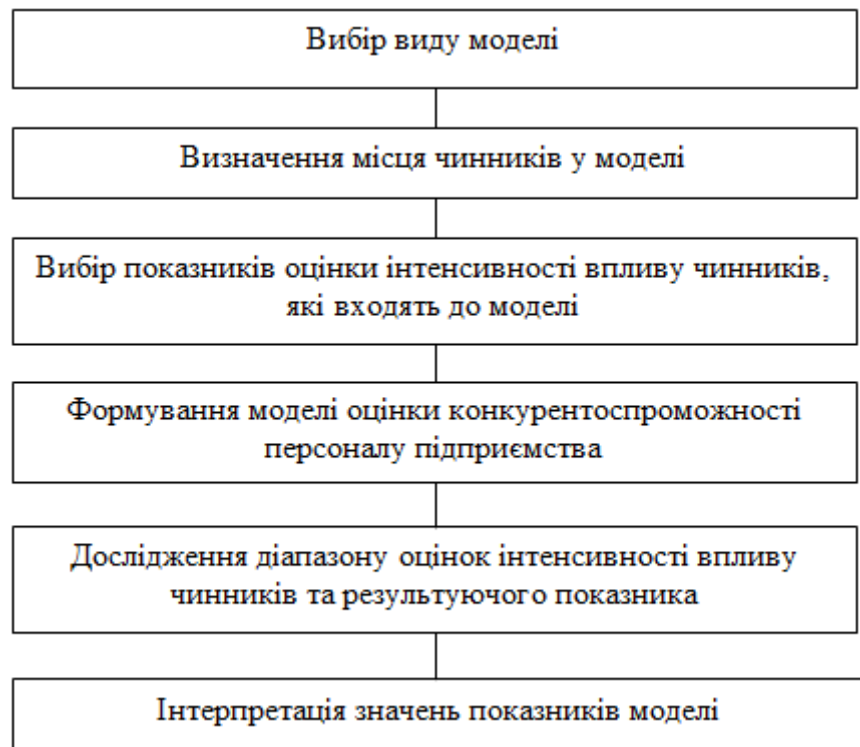 Вибір виду моделі
Визначення місця чинників у моделі
Вибір показників оцінки інтенсивності впливу чинників,
які входять до моделі
Формування моделі оцінки конкурентоспроможності
персоналу підприємства
Дослідження діапазону оцінок інтенсивності впливу
чинників та результуючого показника
Інтерпретація значень показників моделі